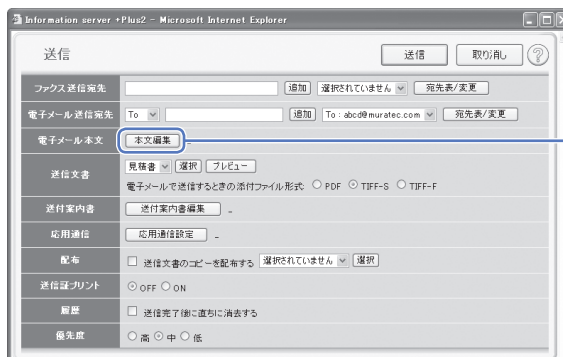 Information server +Plus2 - Microsoft Internet Explorer
送信 送信 取り消し ?
ファクス送信宛先 追加 選択されていません 宛先表/変更
電子メール送信宛先 To 追加 To : abcd@muratec.com 宛先表/変更
電子メール本文 本文編集 -
送信文書 見積書 選択 プレビュー
電子メールで送信するときの添付ファイル形式: PDF TIFF-S TIFF-F
送付案内書 送付案内書編集 -
応用通信 応用通信設定 -
配布 送信文書のコピーを配布する 選択されていません 選択
送信証プリント OFF ON
履歴 送信完了後に直ちに消去する
優先度 高 中 低